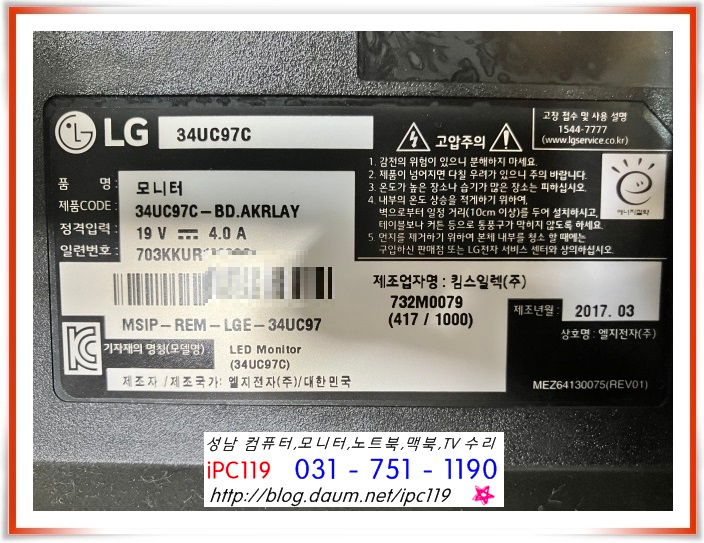 LG 34UC97C
품 명: 모니터
제품CODE: 34UC97C-BD.AKRLAY
정격입력: 19 V ⎓ 4.0 A
일련번호: 703KKUR
MSIP-REM-LGE-34UC97
기자재의 명칭(모델명): LED Monitor
(34UC97C)
제조자 / 제조국가: 엘지전자(주)/대한민국
고압주의
고장 접수 및 사용 설명
1544-7777
(www.lgservice.co.kr)
1. 감전의 위험이 있으니 분해하지 마세요.
2. 제품이 넘어지면 다칠 우려가 있으니 주의 바랍니다.
3. 온도가 높은 장소나 습기가 많은 장소는 피하십시오.
4. 내부의 온도 상승을 적게하기 위하여,
벽으로부터 일정 거리(10cm 이상)를 두어 설치하시고,
테이블보나 커튼 등으로 통풍구가 막히지 않도록 하세요.
5. 먼지를 제거하기 위하여 본체 내부를 청소 할 때에는
구입하신 판매점 또는 LG전자 서비스 센터와 상의하십시오.
에너지절약
제조업자명 : 킴스일렉(주)
732M0079
(417 / 1000)
제조년월: 2017. 03
상호명 : 엘지전자(주)
MEZ64130075(REV01)
성남 컴퓨터,모니터,노트북,맥북,TV 수리
iPC119 031 - 751 - 1190
http://blog.daum.net/ipc119